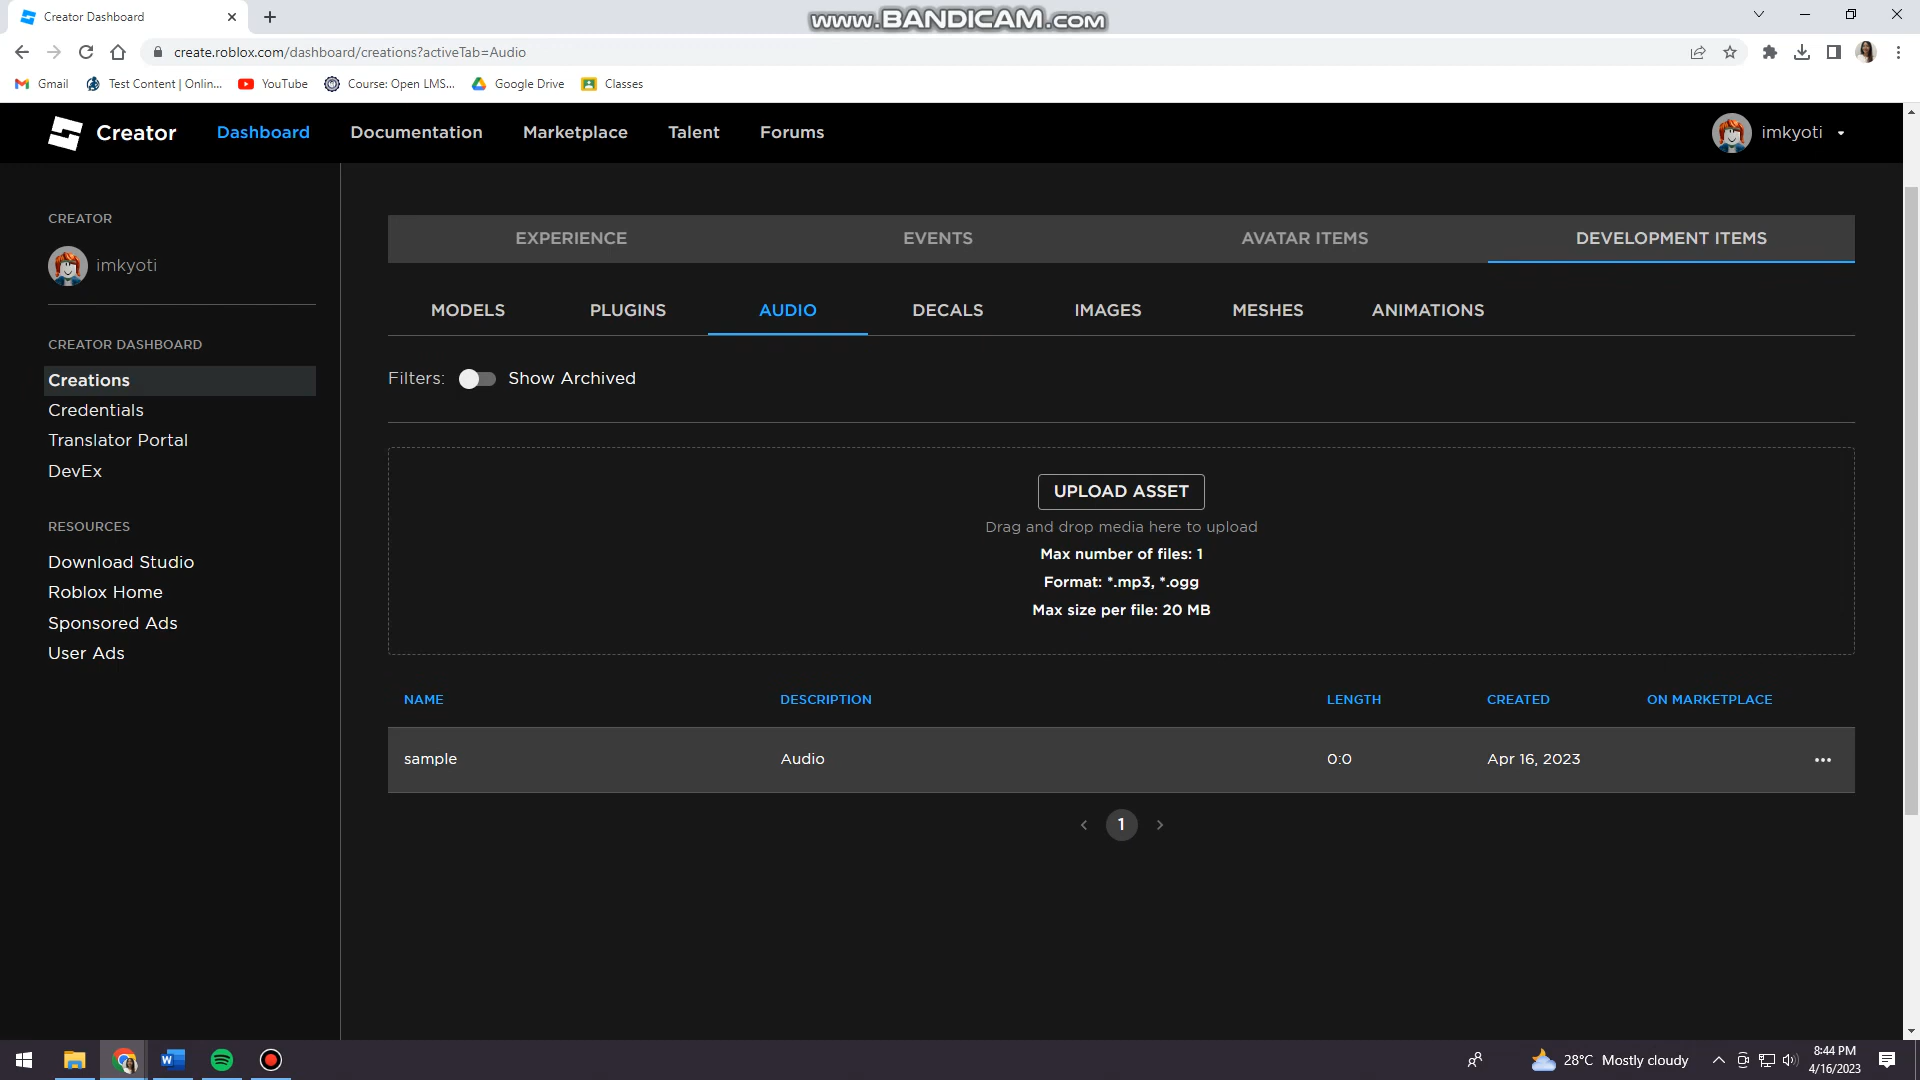 Creator Dashboard
www.BANDICAM.com
create.roblox.com/dashboard/creations?activeTab=Audio
Gmail
Test Content | Onlin...
YouTube
Course: Open LMS...
Google Drive
Classes
Creator
Dashboard
Documentation
Marketplace
Talent
Forums
imkyoti
CREATOR
imkyoti
CREATOR DASHBOARD
Creations
Credentials
Translator Portal
DevEx
RESOURCES
Download Studio
Roblox Home
Sponsored Ads
User Ads
EXPERIENCE
EVENTS
AVATAR ITEMS
DEVELOPMENT ITEMS
MODELS
PLUGINS
AUDIO
DECALS
IMAGES
MESHES
ANIMATIONS
Filters:
Show Archived
UPLOAD ASSET
Drag and drop media here to upload
Max number of files: 1
Format: *.mp3, *.ogg
Max size per file: 20 MB
NAME
DESCRIPTION
LENGTH
CREATED
ON MARKETPLACE
sample
Audio
0:0
Apr 16, 2023
1
W
28°C Mostly cloudy
8:44 PM
4/16/2023